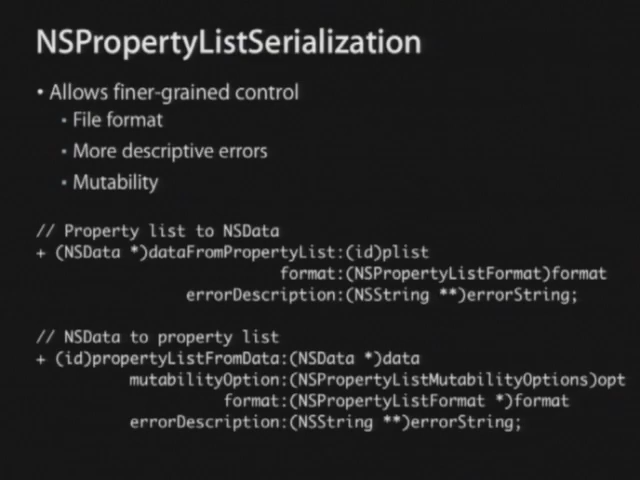 NSPropertyListSerialization
• Allows finer-grained control
• File format
• More descriptive errors
• Mutability
// Property list to NSData
+ (NSData *)dataFromPropertyList:(id)plist
format:(NSPropertyListFormat)format
errorDescription:(NSString **)errorString;
// NSData to property list
+ (id)propertyListFromData:(NSData *)data
mutabilityOption:(NSPropertyListMutabilityOptions)opt
format:(NSPropertyListFormat *)format
errorDescription:(NSString **)errorString;